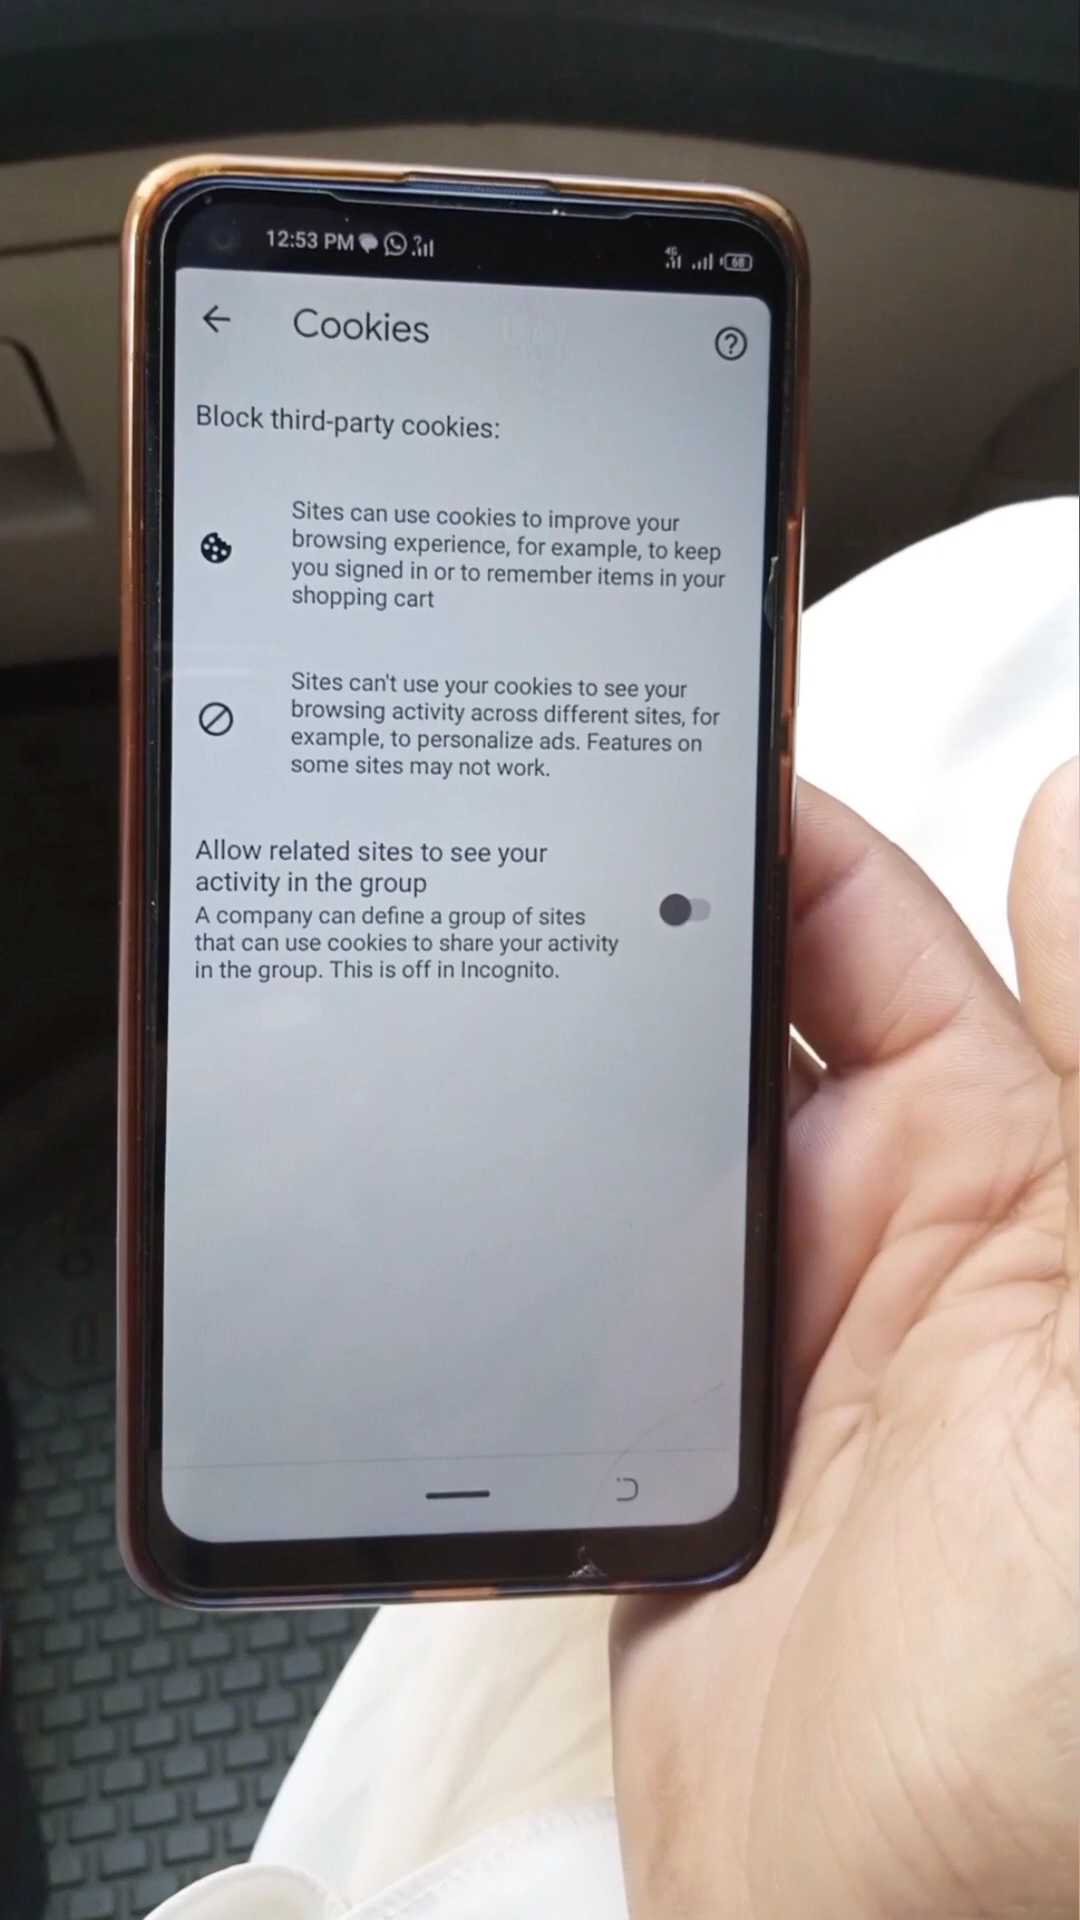 12:53 PM
4G
68
Cookies
Block third-party cookies:
Sites can use cookies to improve your
browsing experience, for example, to keep
you signed in or to remember items in your
shopping cart
Sites can't use your cookies to see your
browsing activity across different sites, for
example, to personalize ads. Features on
some sites may not work.
Allow related sites to see your
activity in the group
A company can define a group of sites
that can use cookies to share your activity
in the group. This is off in Incognito.